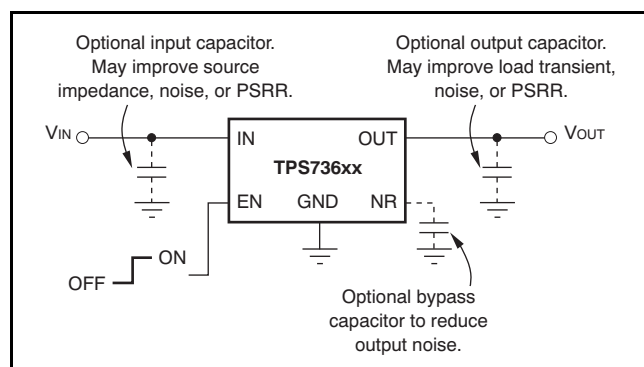 Optional input capacitor.
May improve source
impedance, noise, or PSRR.
Optional output capacitor.
May improve load transient,
noise, or PSRR.
VIN
IN
OUT
VOUT
TPS736xx
EN
GND
NR
ON
OFF
Optional bypass
capacitor to reduce
output noise.